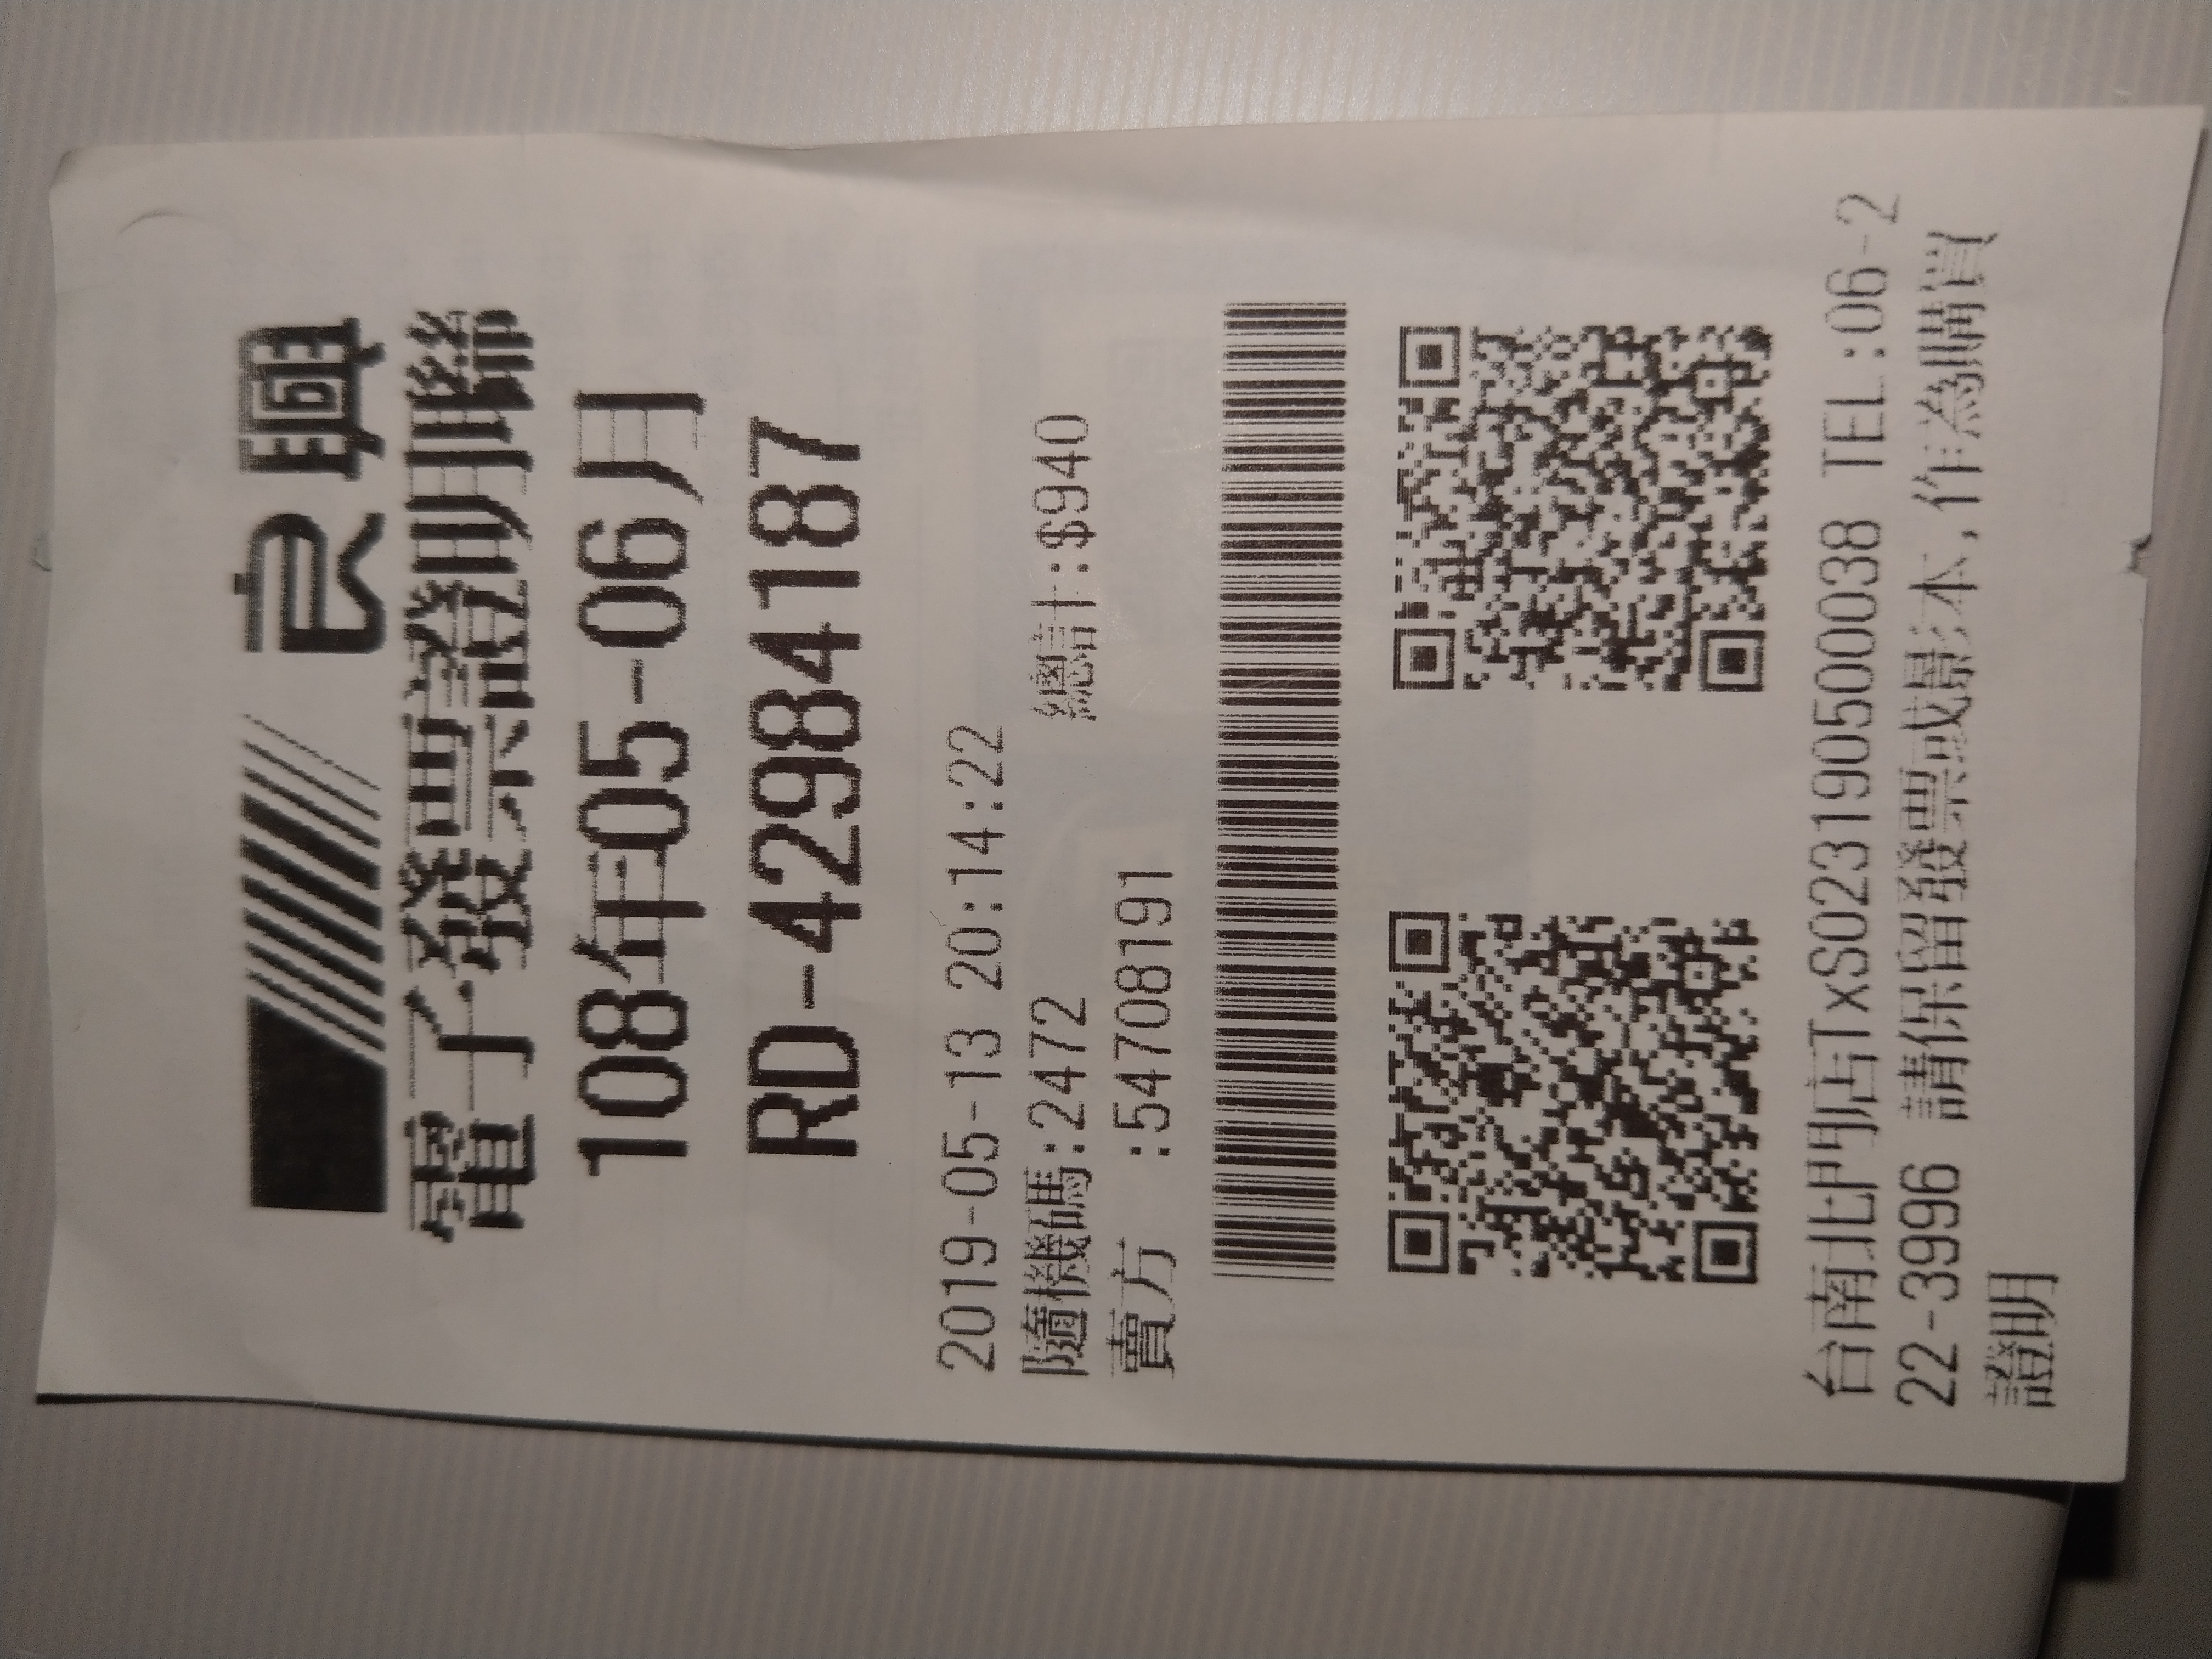 良興
電子發票證明聯
108年05-06月
RD-42984187
2019-05-13 20:14:22
隨機碼:2472 總計:$940
賣方 :54708191
台南北門店TxS023190500038 TEL:06-2
22-3996 請保留發票或影本,作為購買
證明